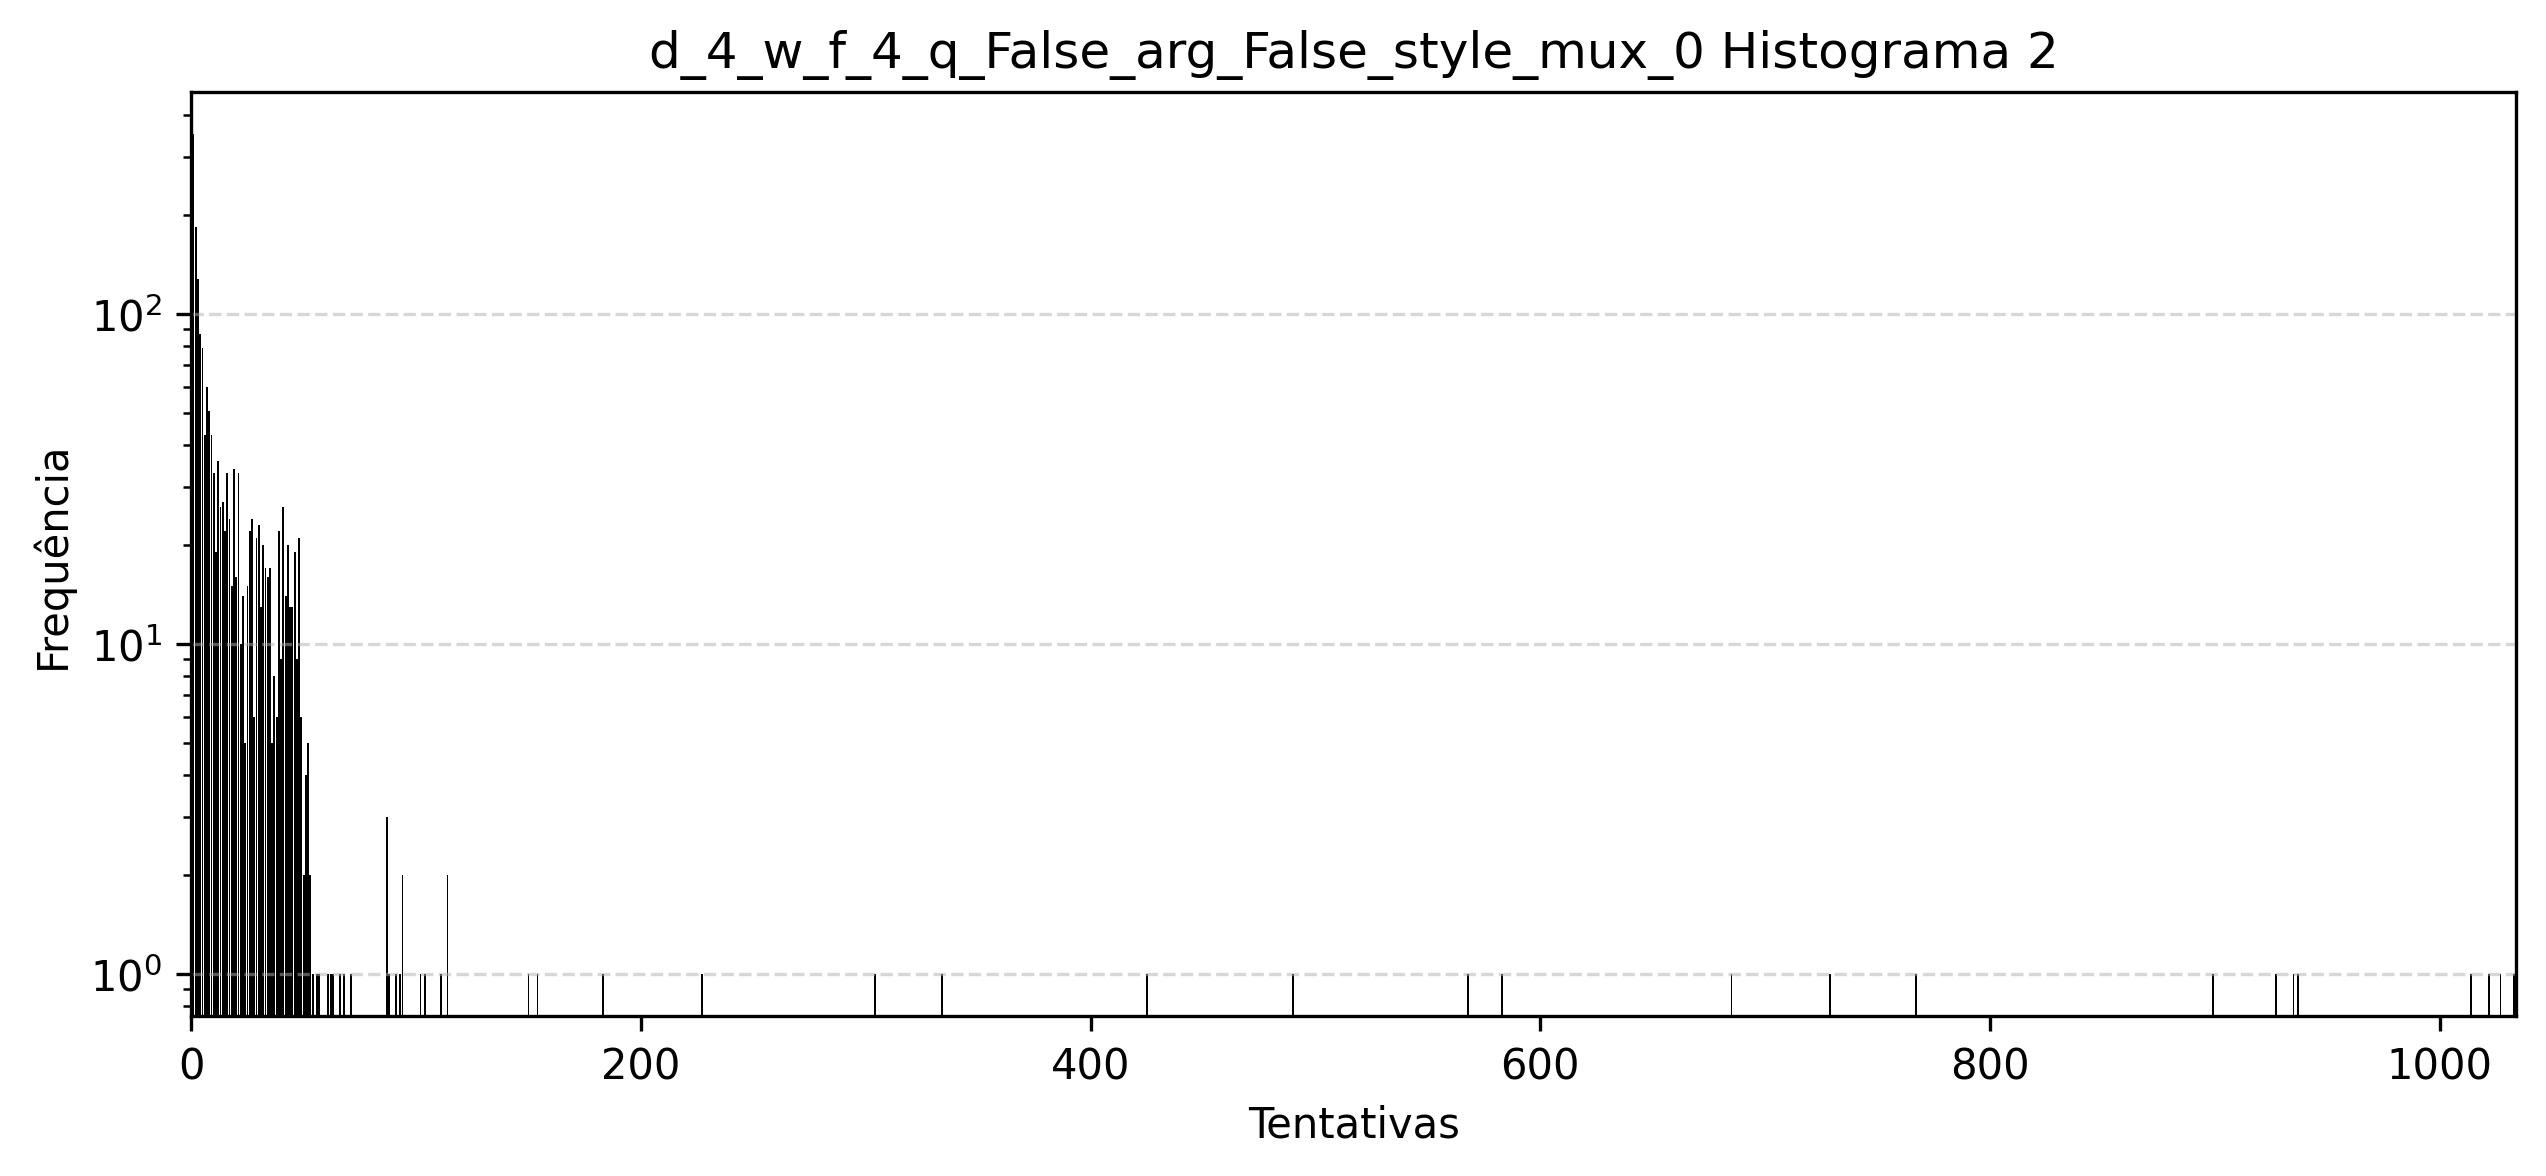 d_4_w_f_4_q_False_arg_False_style_mux_0 Histograma 2
Frequência
10²
10¹
10⁰
0 200 400 600 800 1000
Tentativas